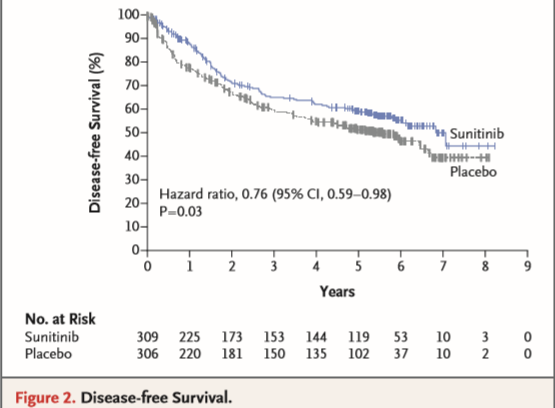 100
90
80
70
60
50
40
30
20
10
0
Disease-free Survival (%)
Sunitinib
Placebo
Hazard ratio, 0.76 (95% CI, 0.59–0.98)
P=0.03
0 1 2 3 4 5 6 7 8 9
Years
No. at Risk
Sunitinib 309 225 173 153 144 119 53 10 3 0
Placebo 306 220 181 150 135 102 37 10 2 0
Figure 2. Disease-free Survival.